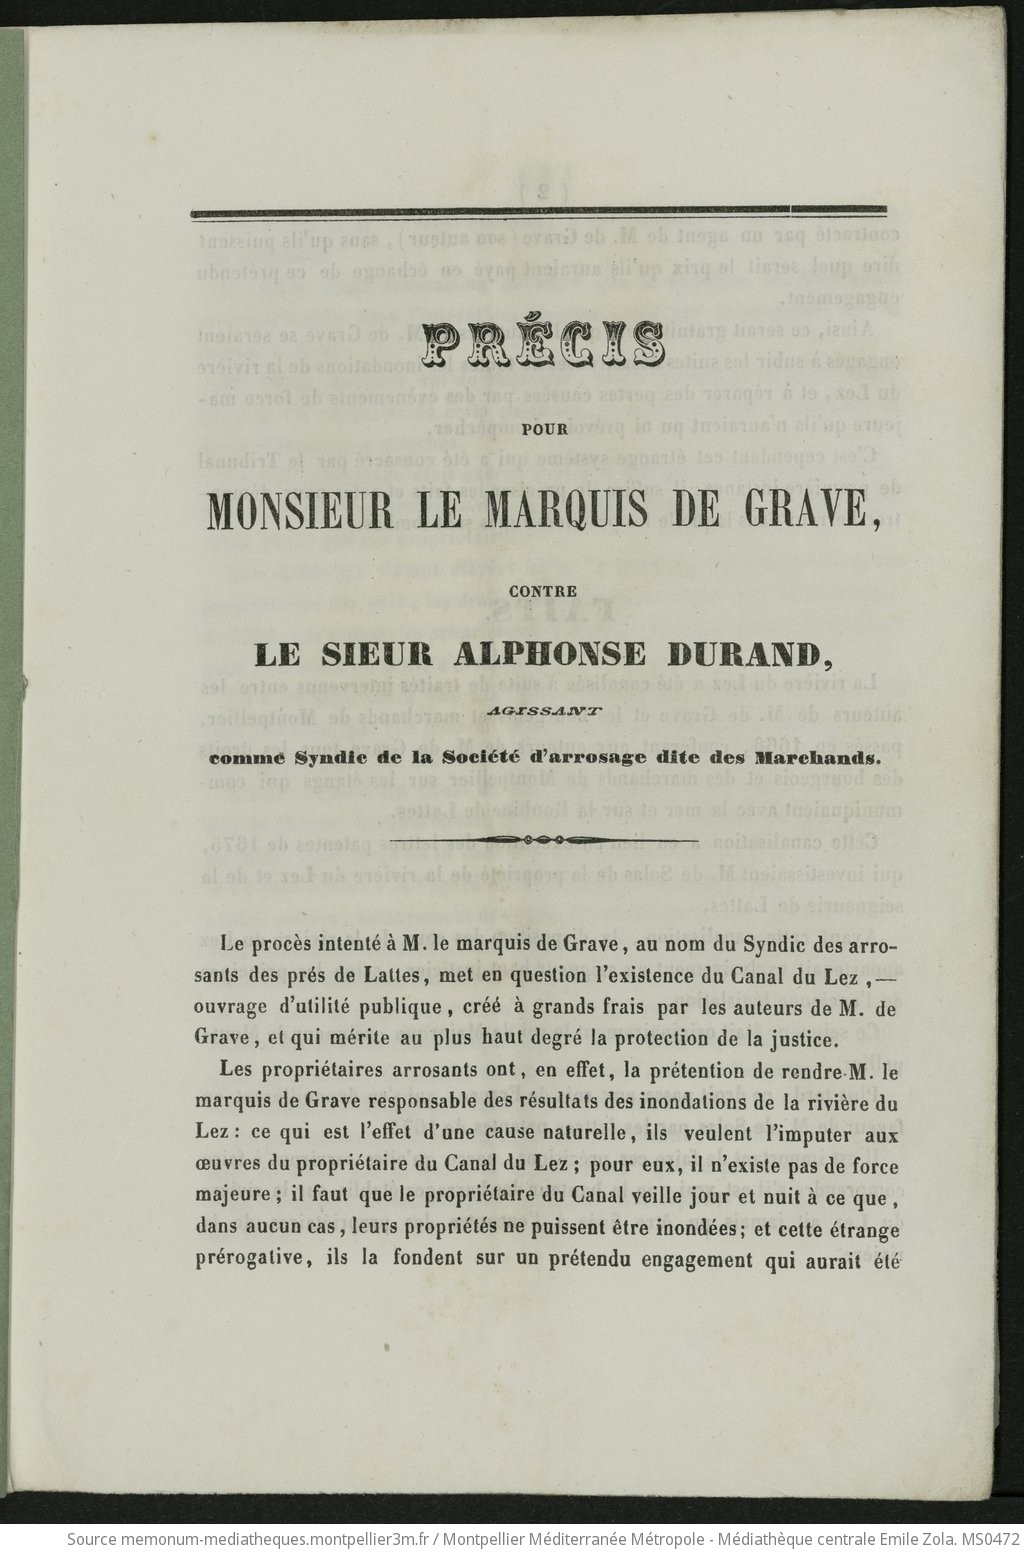 PRÉCIS
POUR
MONSIEUR LE MARQUIS DE GRAVE,
CONTRE
LE SIEUR ALPHONSE DURAND,
AGISSANT
comme Syndic de la Société d'arrosage dite des Marchands.
Le procès intenté à M. le marquis de Grave, au nom du Syndic des arro-
sants des prés de Lattes, met en question l'existence du Canal du Lez, —
ouvrage d'utilité publique, créé à grands frais par les auteurs de M. de
Grave, et qui mérite au plus haut degré la protection de la justice.
Les propriétaires arrosants ont, en effet, la prétention de rendre M. le
marquis de Grave responsable des résultats des inondations de la rivière du
Lez : ce qui est l'effet d'une cause naturelle, ils veulent l'imputer aux
œuvres du propriétaire du Canal du Lez ; pour eux, il n'existe pas de force
majeure ; il faut que le propriétaire du Canal veille jour et nuit à ce que,
dans aucun cas, leurs propriétés ne puissent être inondées; et cette étrange
prérogative, ils la fondent sur un prétendu engagement qui aurait été
Source memonum-mediatheques.montpellier3m.fr / Montpellier Méditerranée Métropole - Médiathèque centrale Emile Zola. MS0472